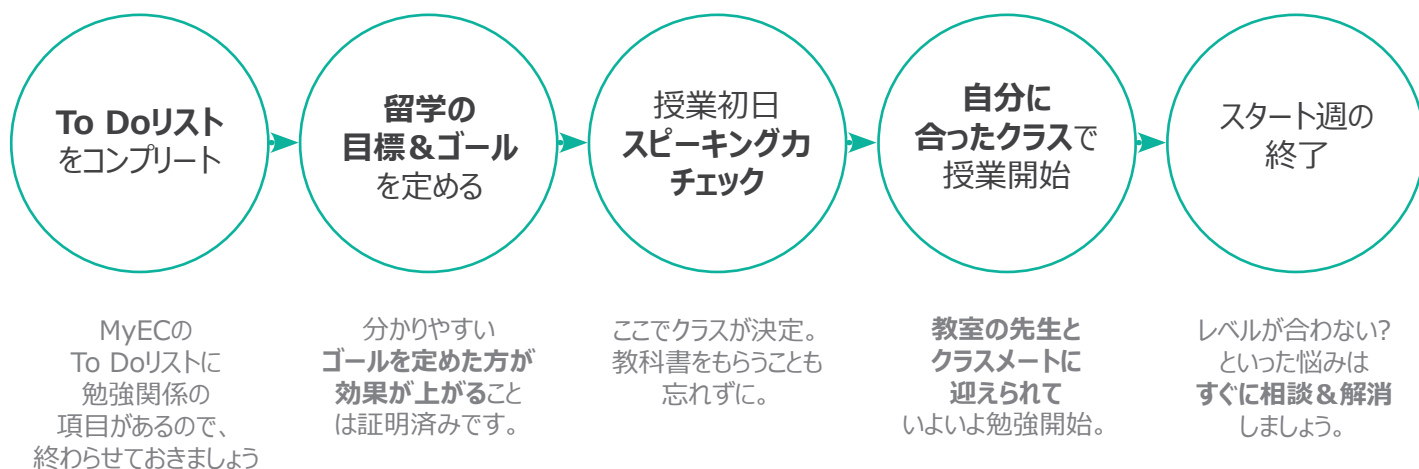 To Doリスト
をコンプリート
留学の
目標＆ゴール
を定める
授業初日
スピーキング力
チェック
自分に
合ったクラスで
授業開始
スタート週の
終了
MyECの
To Doリストに
勉強関係の
項目があるので、
終わらせておきましょう
分かりやすい
ゴールを定めた方が
効果が上がること
は証明済みです。
ここでクラスが決定。
教科書をもらうことも
忘れずに。
教室の先生と
クラスメートに
迎えられて
いよいよ勉強開始。
レベルが合わない?
といった悩みは
すぐに相談＆解消
しましょう。